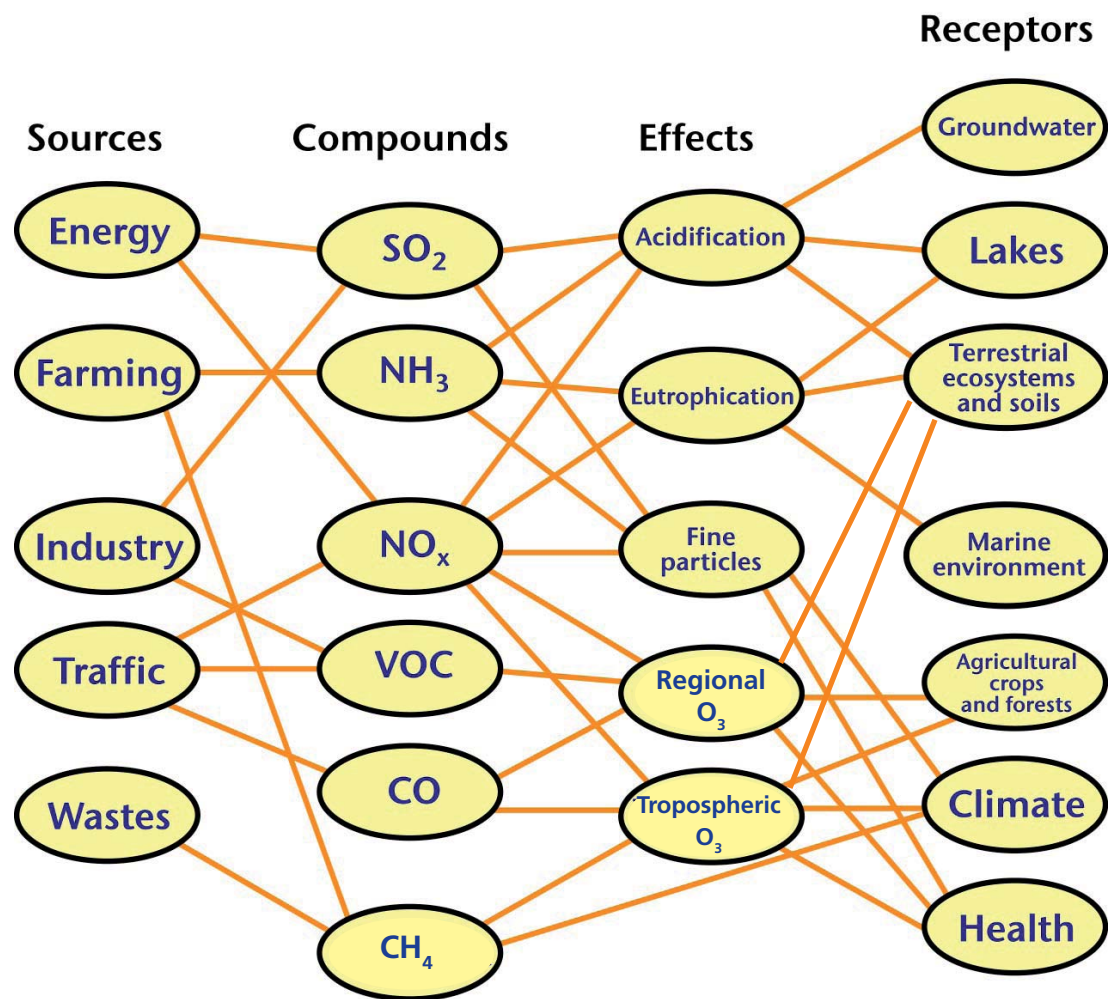 Receptors
Sources
Compounds
Effects
Energy
Farming
Industry
Traffic
Wastes
SO₂
NH₃
NOₓ
VOC
CO
CH₄
Acidification
Eutrophication
Fine
particles
Regional
O₃
Tropospheric
O₃
Groundwater
Lakes
Terrestrial
ecosystems
and soils
Marine
environment
Agricultural
crops
and forests
Climate
Health